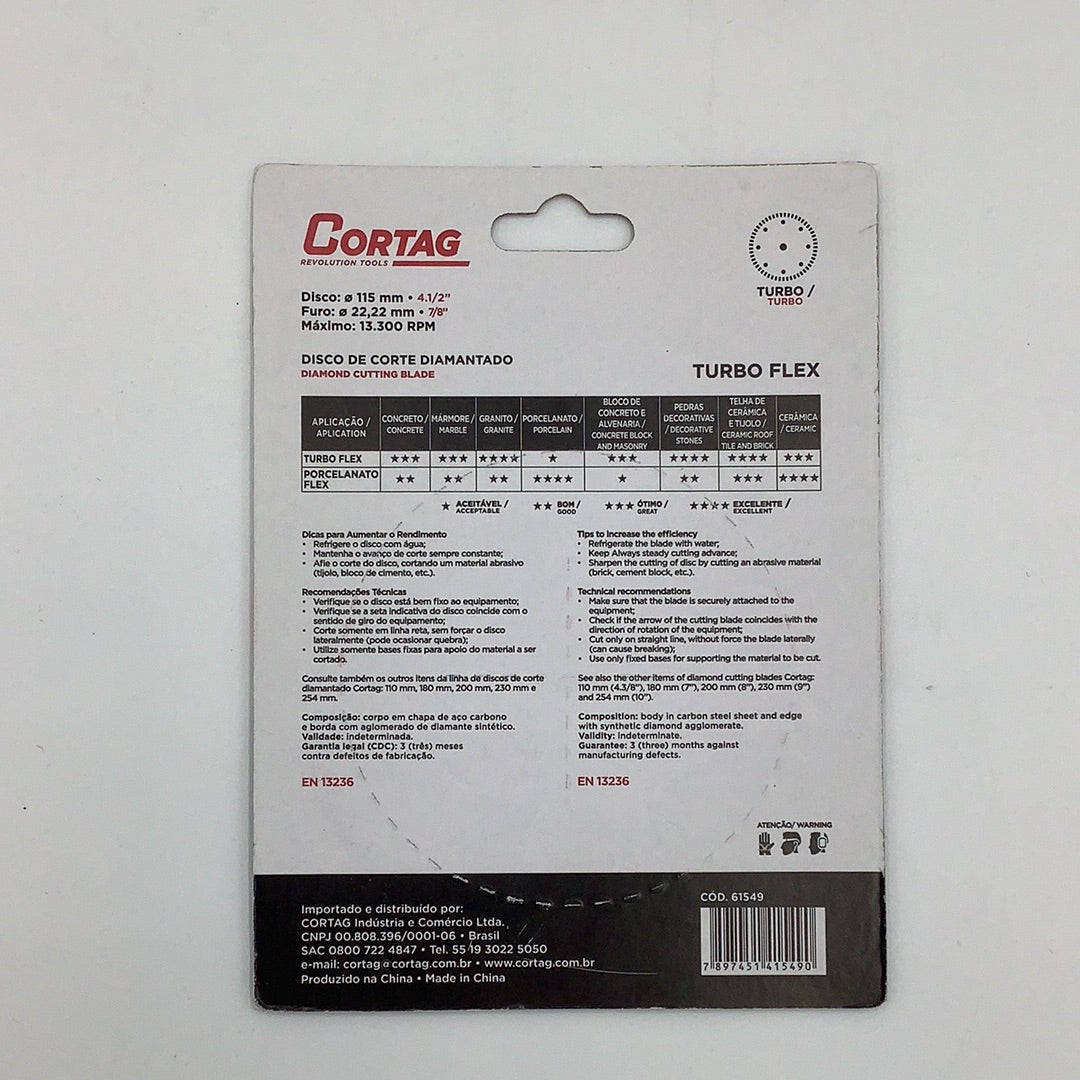 CORTAG
REVOLUTION TOOLS
TURBO /
TURBO
Disco: ø 115 mm • 4.1/2"
Furo: ø 22,22 mm • 7/8"
Máximo: 13.300 RPM
DISCO DE CORTE DIAMANTADO
DIAMOND CUTTING BLADE
TURBO FLEX
APLICAÇÃO /
APLICATION
CONCRETO /
CONCRETE
MÁRMORE /
MARBLE
GRANITO /
GRANITE
PORCELANATO /
PORCELAIN
BLOCO DE
CONCRETO E
ALVENARIA /
CONCRETE BLOCK
AND MASONRY
PEDRAS
DECORATIVAS
/ DECORATIVE
STONES
TELHA DE
CERÂMICA
E TIJOLO /
CERAMIC ROOF
TILE AND BRICK
CERÂMICA
/ CERAMIC
TURBO FLEX ★★★ ★★★ ★★★★ ★ ★★★ ★★★★ ★★★★ ★★★
PORCELANATO
FLEX ★★ ★★ ★★ ★★★★ ★ ★★ ★★★ ★★★★
★ ACEITÁVEL /
ACCEPTABLE
★★ BOM /
GOOD
★★★ ÓTIMO /
GREAT
★★★★ EXCELENTE /
EXCELLENT
Dicas para Aumentar o Rendimento
• Refrigere o disco com água;
• Mantenha o avanço de corte sempre constante;
• Afie o corte do disco, cortando um material abrasivo
(tijolo, bloco de cimento, etc.).
Recomendações Técnicas
• Verifique se o disco está bem fixo ao equipamento;
• Verifique se a seta indicativa do disco coincide com o
sentido de giro do equipamento;
• Corte somente em linha reta, sem forçar o disco
lateralmente (pode ocasionar quebra);
• Utilize somente bases fixas para apoio do material a ser
cortado.
Consulte também os outros itens da linha de discos de corte
diamantado Cortag: 110 mm, 180 mm, 200 mm, 230 mm e
254 mm.
Composição: corpo em chapa de aço carbono
e borda com aglomerado de diamante sintético.
Validade: indeterminada.
Garantia legal (CDC): 3 (três) meses
contra defeitos de fabricação.
EN 13236
Tips to increase the efficiency
• Refrigerate the blade with water;
• Keep Always steady cutting advance;
• Sharpen the cutting of disc by cutting an abrasive material
(brick, cement block, etc.).
Technical recommendations
• Make sure that the blade is securely attached to the
equipment;
• Check if the arrow of the cutting blade coincides with the
direction of rotation of the equipment;
• Cut only on straight line, without force the blade laterally
(can cause breaking);
• Use only fixed bases for supporting the material to be cut.
See also the other items of diamond cutting blades Cortag:
110 mm (4.3/8"), 180 mm (7"), 200 mm (8"), 230 mm (9")
and 254 mm (10").
Composition: body in carbon steel sheet and edge
with synthetic diamond agglomerate.
Validity: indeterminate.
Guarantee: 3 (three) months against
manufacturing defects.
EN 13236
ATENÇÃO/ WARNING
Importado e distribuído por:
CORTAG Indústria e Comércio Ltda.
CNPJ 00.808.396/0001-06 • Brasil
SAC 0800 722 4847 • Tel. 55 19 3022 5050
e-mail: cortag@cortag.com.br • www.cortag.com.br
Produzido na China • Made in China
CÓD. 61549
7 897451 415490